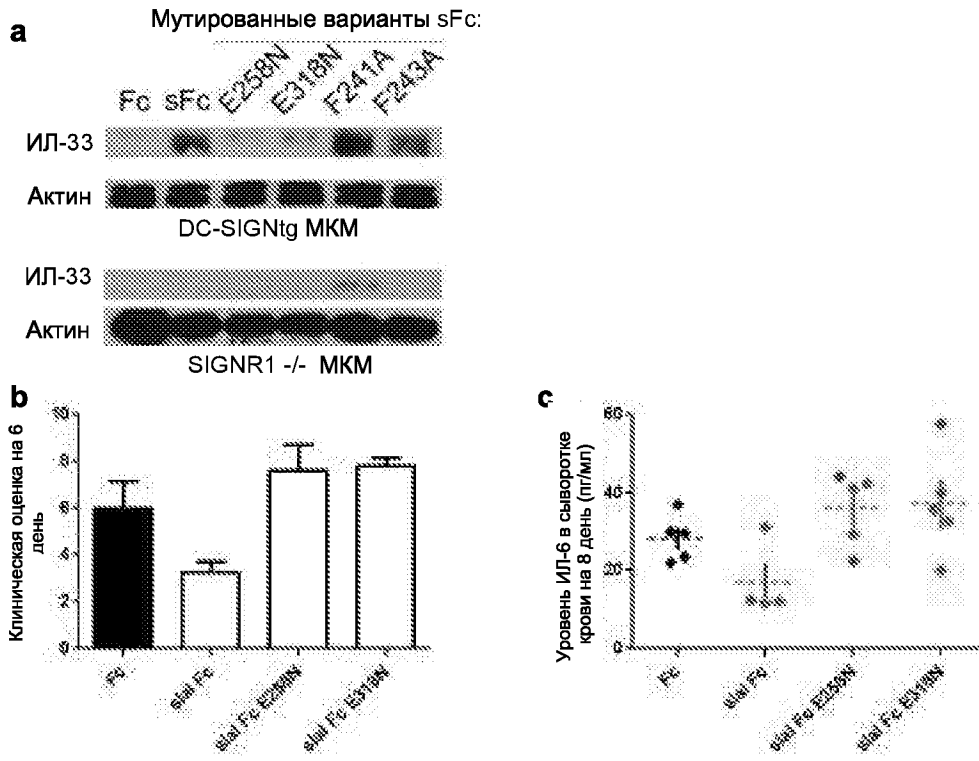 Мутированные варианты sFc:
a
Fc sFc E258N E318N F241A F243A
ИЛ-33
Актин
DC-SIGNtg МКМ
ИЛ-33
Актин
SIGNR1 -/- МКМ
b
Клиническая оценка на 6
день
10
8
6
4
2
0
Fc
sial Fc
sial Fc E258N
sial Fc E318N
c
Уровень ИЛ-6 в сыворотке
крови на 8 день (пг/мл)
60
40
20
0
Fc
sial Fc
sial Fc E258N
sial Fc E318N